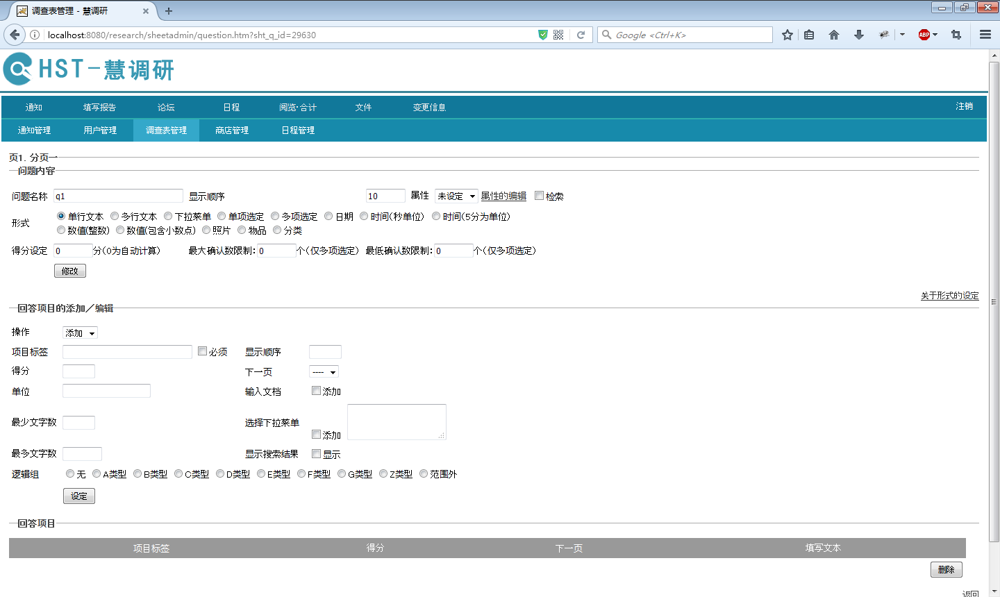 调查表管理 - 慧调研
localhost:8080/research/sheetadmin/question.htm?sht_q_id=29630
Google <Ctrl+K>
ABP
HST-慧调研
通知 填写报告 论坛 日程 阅览·合计 文件 变更信息 注销
通知管理 用户管理 调查表管理 商店管理 日程管理
页1. 分页一
问题内容
问题名称 q1 显示顺序 10 属性 未设定 属性的编辑 检索
形式 单行文本 多行文本 下拉菜单 单项选定 多项选定 日期 时间(秒单位) 时间(5分为单位)
数值(整数) 数值(包含小数点) 照片 物品 分类
得分设定 0 分(0为自动计算) 最大确认数限制: 0 个(仅多项选定) 最低确认数限制: 0 个(仅多项选定)
修改
关于形式的设定
回答项目的添加／编辑
操作 添加
项目标签 必须 显示顺序
得分 下一页 ----
单位 输入文档 添加
最少文字数 选择下拉菜单 添加
最多文字数 显示搜索结果 显示
逻辑组 无 A类型 B类型 C类型 D类型 E类型 F类型 G类型 Z类型 范围外
设定
回答项目
项目标签 得分 下一页 填写文本
删除
返回